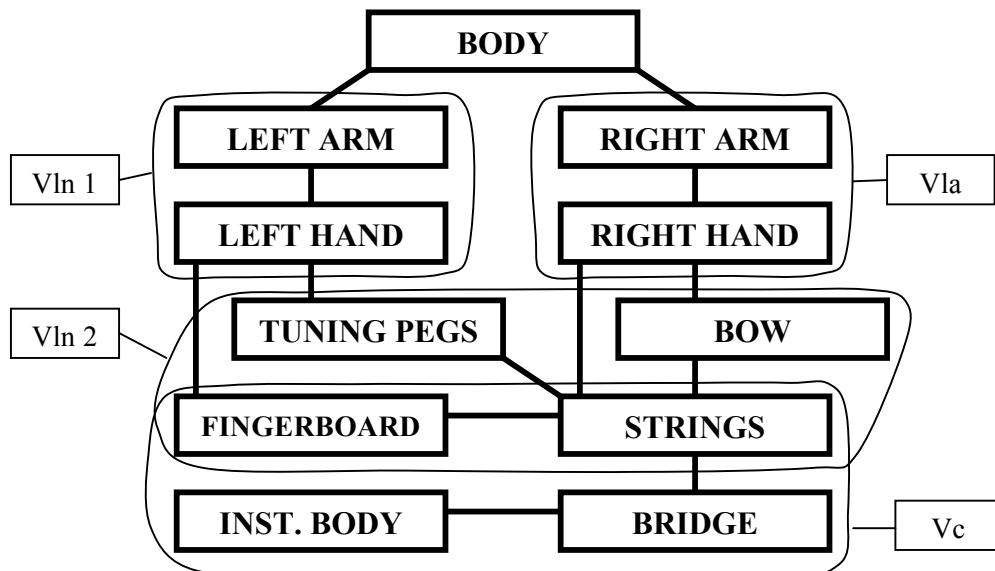 BODY
LEFT ARM
RIGHT ARM
Vln 1
Vla
LEFT HAND
RIGHT HAND
TUNING PEGS
BOW
Vln 2
FINGERBOARD
STRINGS
INST. BODY
BRIDGE
Vc